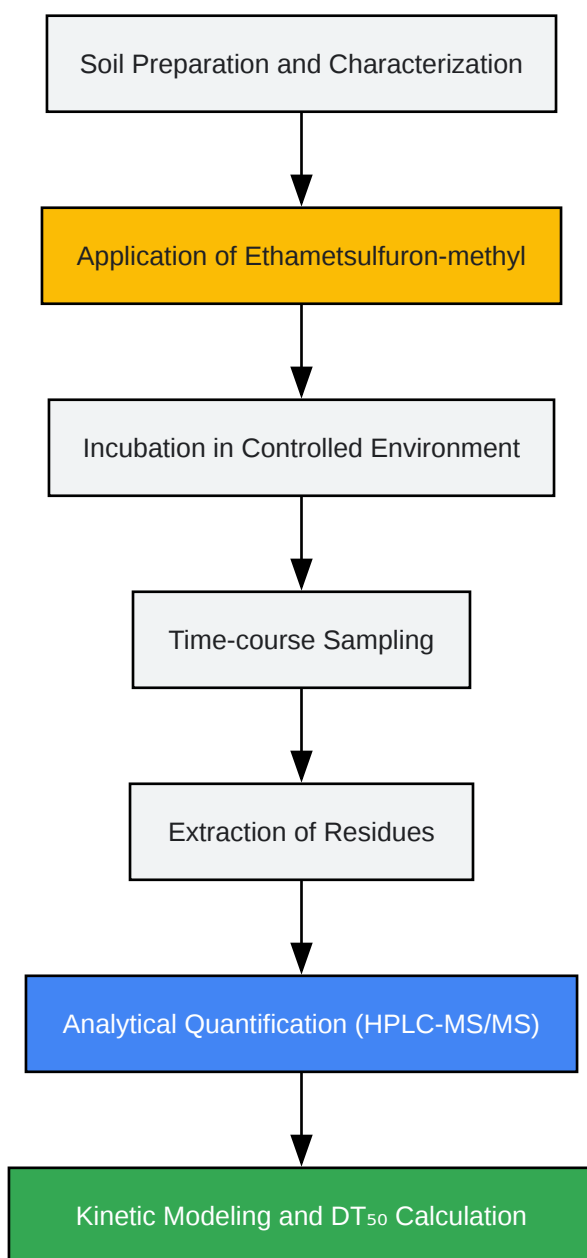 Soil Preparation and Characterization
Application of Ethametsulfuron-methyl
Incubation in Controlled Environment
Time-course Sampling
Extraction of Residues
Analytical Quantification (HPLC-MS/MS)
Kinetic Modeling and DT₅₀ Calculation